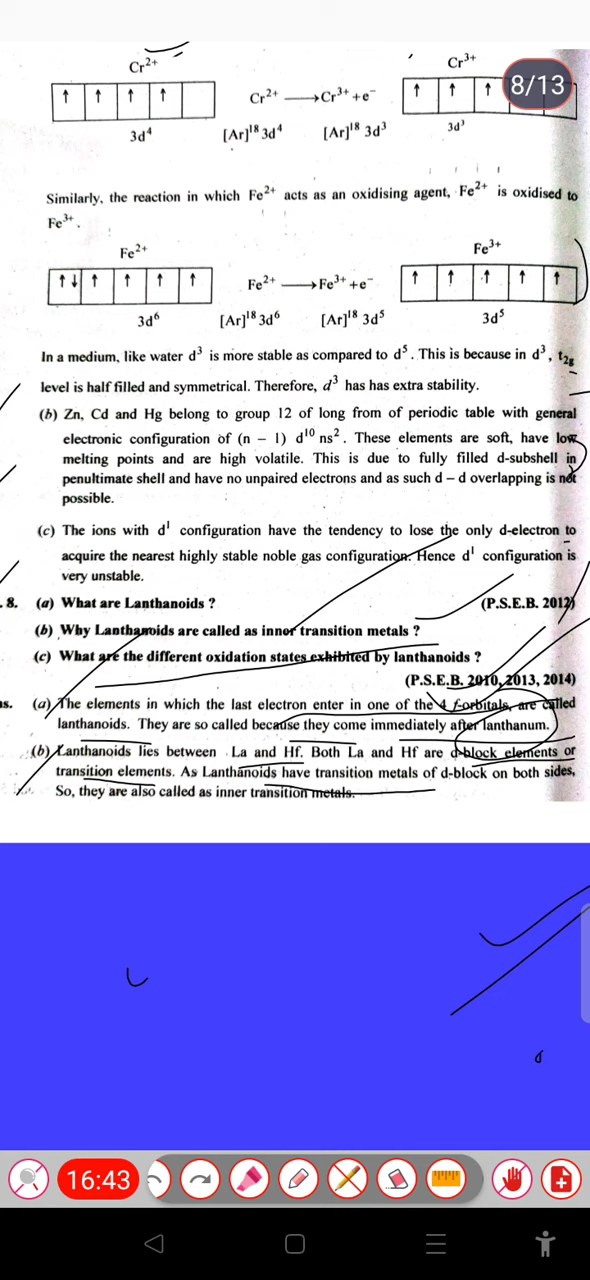 Cr²⁺ Cr³⁺
8/13
↑ ↑ ↑ ↑ Cr²⁺ ⟶Cr³⁺ +e⁻ ↑ ↑ ↑
3d⁴ [Ar]¹⁸ 3d⁴ [Ar]¹⁸ 3d³ 3d³
Similarly, the reaction in which Fe²⁺ acts as an oxidising agent, Fe²⁺ is oxidised to
Fe³⁺.
Fe²⁺ Fe³⁺
↑↓ ↑ ↑ ↑ ↑ Fe²⁺ ⟶Fe³⁺ +e⁻ ↑ ↑ ↑ ↑ ↑
3d⁶ [Ar]¹⁸ 3d⁶ [Ar]¹⁸ 3d⁵ 3d⁵
In a medium, like water d³ is more stable as compared to d⁵. This is because in d³, t₂g
level is half filled and symmetrical. Therefore, d³ has has extra stability.
(b) Zn, Cd and Hg belong to group 12 of long from of periodic table with general
electronic configuration of (n − 1) d¹⁰ ns². These elements are soft, have low
melting points and are high volatile. This is due to fully filled d-subshell in
penultimate shell and have no unpaired electrons and as such d – d overlapping is not
possible.
(c) The ions with d¹ configuration have the tendency to lose the only d-electron to
acquire the nearest highly stable noble gas configuration. Hence d¹ configuration is
very unstable.
. 8. (a) What are Lanthanoids ? (P.S.E.B. 2012)
(b) Why Lanthanoids are called as inner transition metals ?
(c) What are the different oxidation states exhibited by lanthanoids ?
(P.S.E.B. 2010, 2013, 2014)
ns. (a) The elements in which the last electron enter in one of the 4 f-orbitals, are called
lanthanoids. They are so called because they come immediately after lanthanum.
(b) Lanthanoids lies between La and Hf. Both La and Hf are d-block elements or
transition elements. As Lanthanoids have transition metals of d-block on both sides,
So, they are also called as inner transition metals.
16:43